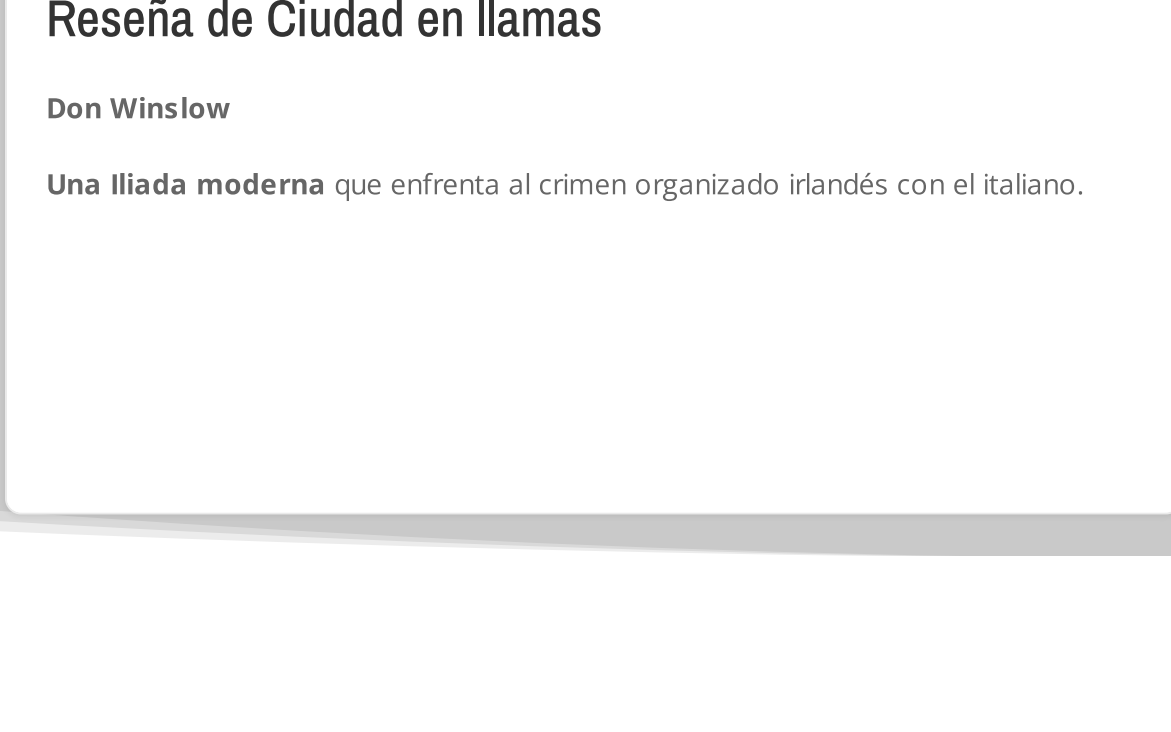 Reseña de Ciudad en llamas
Don Winslow
Una Iliada moderna que enfrenta al crimen organizado irlandés con el italiano.